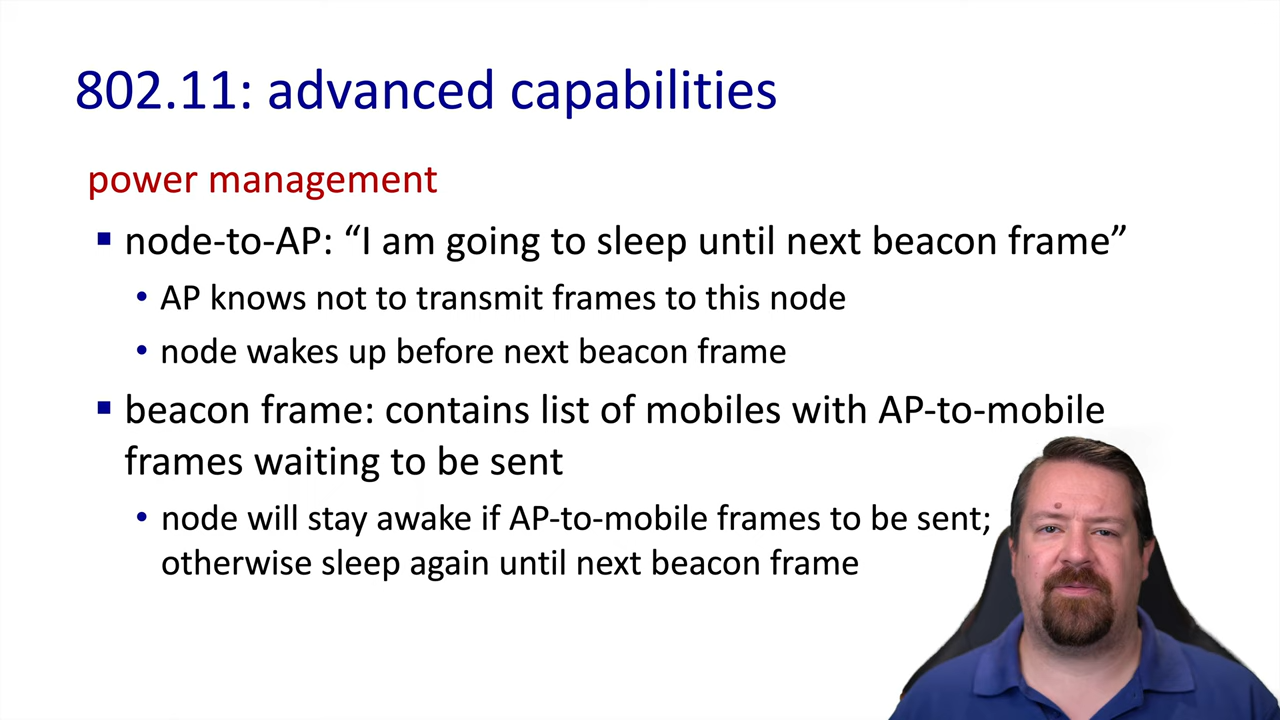 802.11: advanced capabilities
power management
▪ node-to-AP: “I am going to sleep until next beacon frame”
• AP knows not to transmit frames to this node
• node wakes up before next beacon frame
▪ beacon frame: contains list of mobiles with AP-to-mobile
frames waiting to be sent
• node will stay awake if AP-to-mobile frames to be sent;
otherwise sleep again until next beacon frame